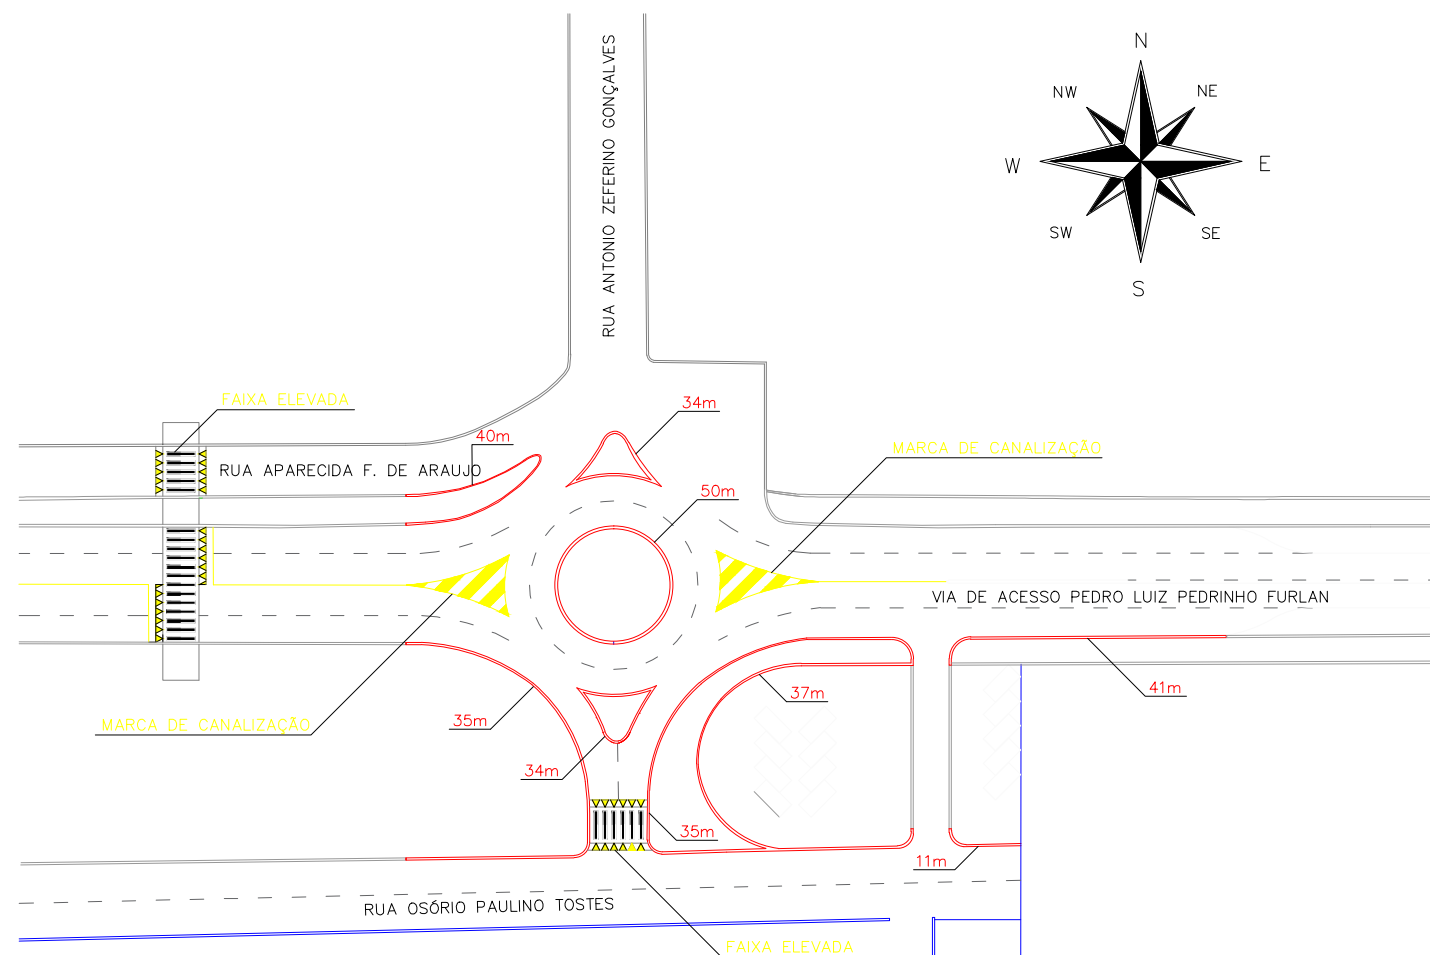 RUA ANTONIO ZEFERINO GONÇALVES
N
NW
NE
W
E
SW
SE
S
FAIXA ELEVADA
34m
40m
MARCA DE CANALIZAÇÃO
RUA APARECIDA F. DE ARAUJO
50m
VIA DE ACESSO PEDRO LUIZ PEDRINHO FURLAN
41m
37m
MARCA DE CANALIZAÇÃO
35m
34m
35m
11m
RUA OSÓRIO PAULINO TOSTES
FAIXA ELEVADA